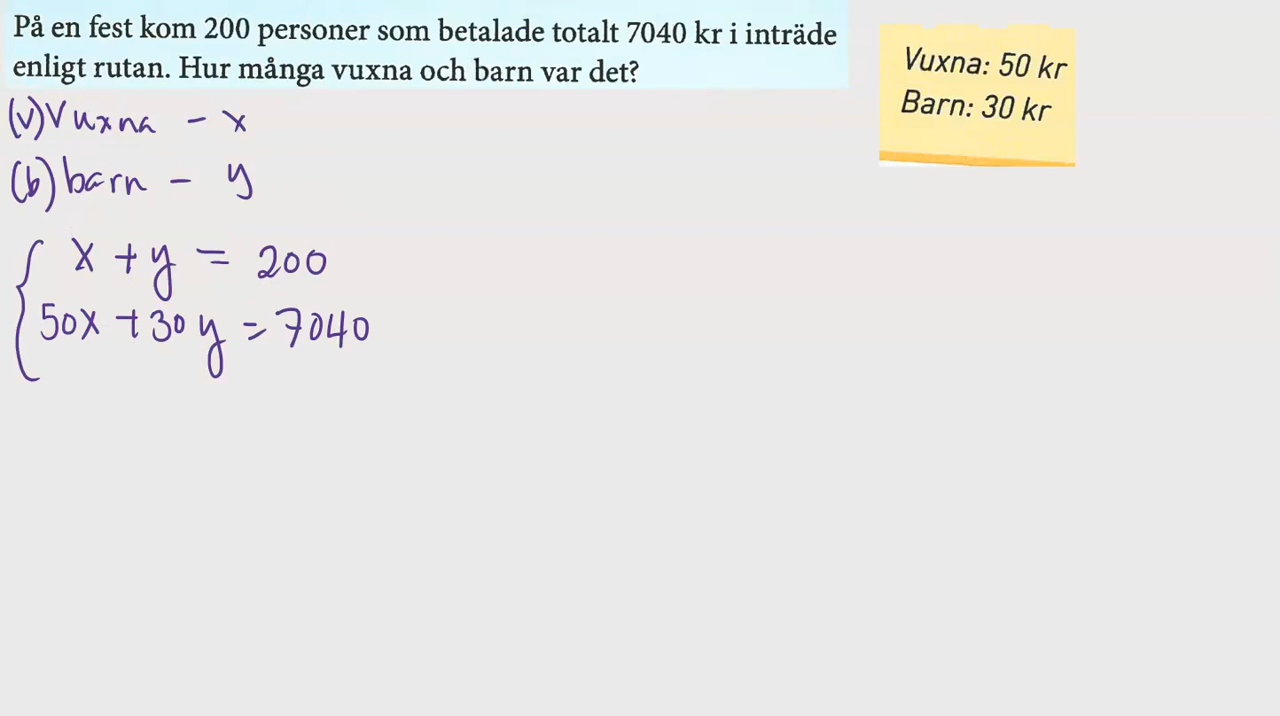 På en fest kom 200 personer som betalade totalt 7040 kr i inträde
enligt rutan. Hur många vuxna och barn var det?
Vuxna: 50 kr
Barn: 30 kr
(v) Vuxna - x
(b) barn - y
x + y = 200
50x + 30y = 7040